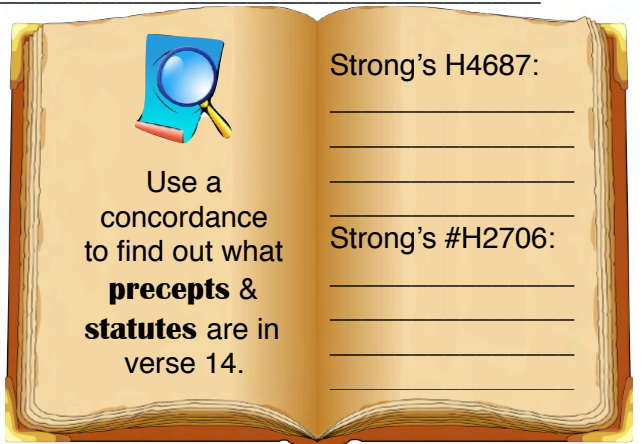 Use a
concordance
to find out what
precepts &
statutes are in
verse 14.
Strong's H4687:
Strong's #H2706: